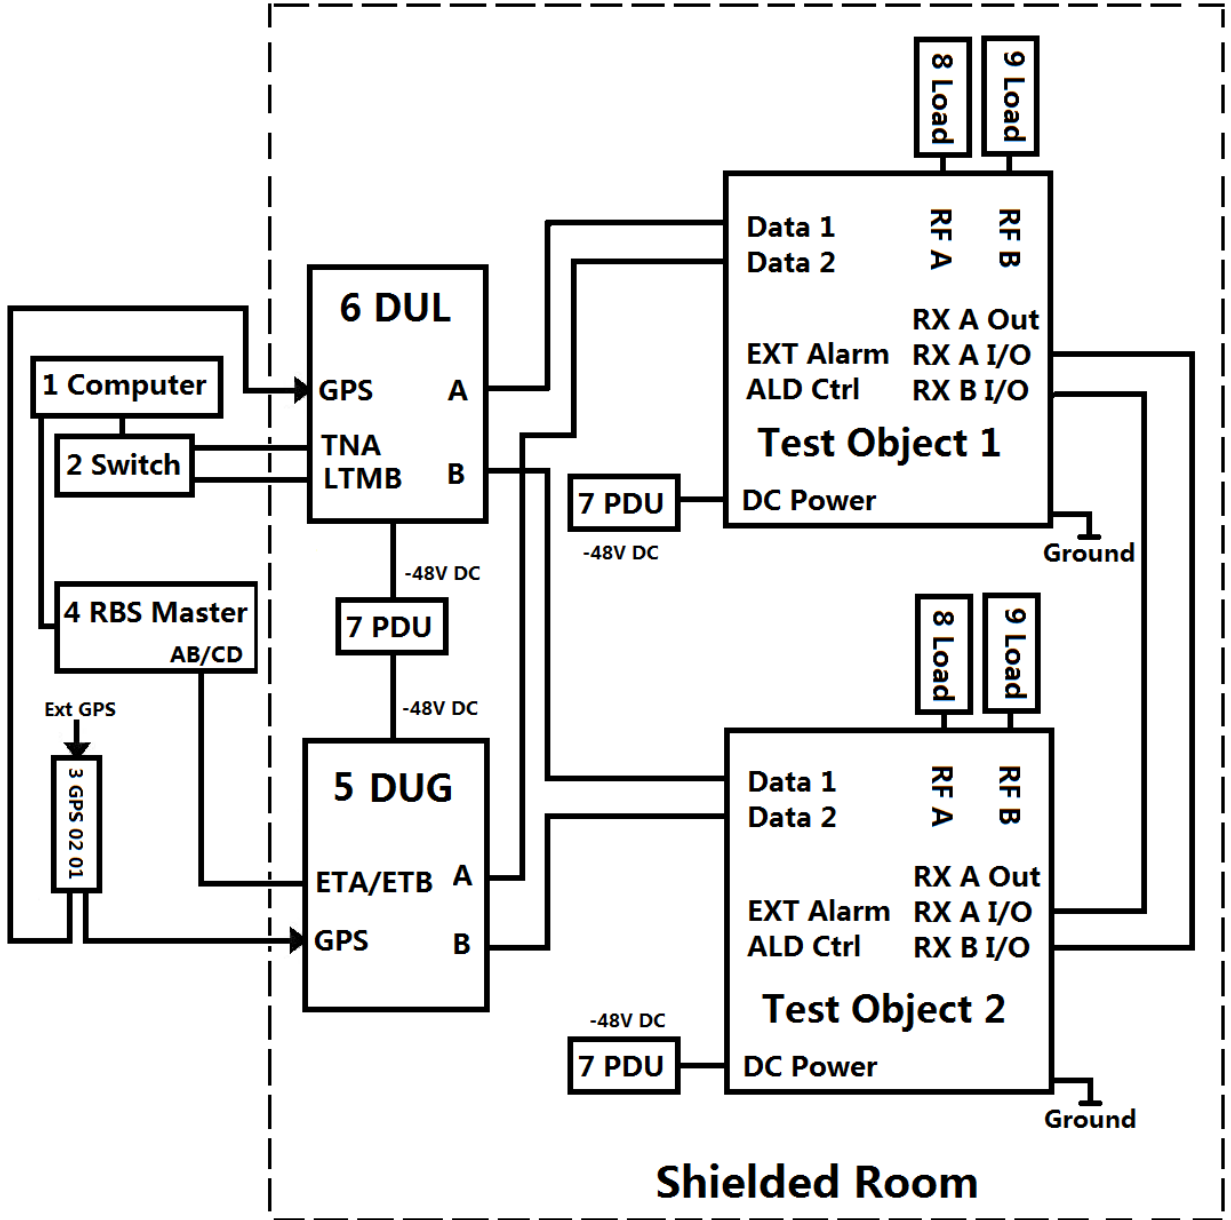 8 Load
9 Load
Data 1
Data 2
RF A
RF B
RX A Out
EXT Alarm
RX A I/O
ALD Ctrl
RX B I/O
Test Object 1
DC Power
Ground
6 DUL
GPS
A
TNA
LTMB
B
1 Computer
2 Switch
7 PDU
-48V DC
-48V DC
7 PDU
-48V DC
4 RBS Master
AB/CD
Ext GPS
3 GPS 02 01
5 DUG
ETA/ETB
A
GPS
B
8 Load
9 Load
Data 1
Data 2
RF A
RF B
RX A Out
EXT Alarm
RX A I/O
ALD Ctrl
RX B I/O
Test Object 2
-48V DC
7 PDU
DC Power
Ground
Shielded Room